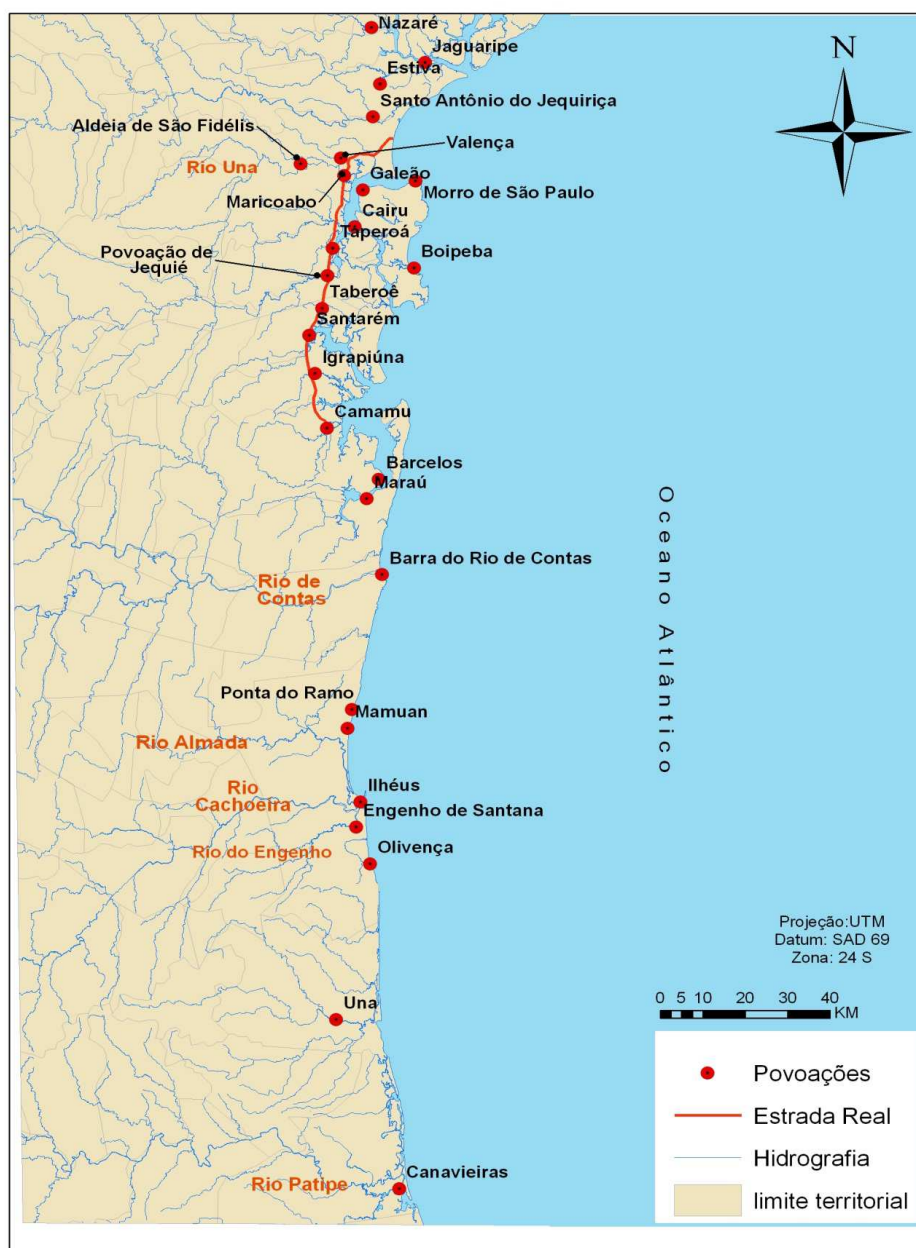 Nazaré
Jaguaripe
Estiva
Santo Antônio do Jequiriça
N
Aldeia de São Fidélis
Valença
Rio Una
Galeão
Morro de São Paulo
Maricoabo
Cairu
Taperoá
Povoação de
Jequié
Boipeba
Taberoê
Santarém
Igrapiúna
Camamu
Barcelos
Maraú
Oceano Atlântico
Barra do Rio de Contas
Rio de
Contas
Ponta do Ramo
Mamuan
Rio Almada
Rio
Cachoeira
Ilhéus
Engenho de Santana
Rio do Engenho
Olivença
Projeção:UTM
Datum: SAD 69
Zona: 24 S
Una
0 5 10 20 30 40
KM
Povoações
Estrada Real
Hidrografia
limite territorial
Canavieiras
Rio Patipe